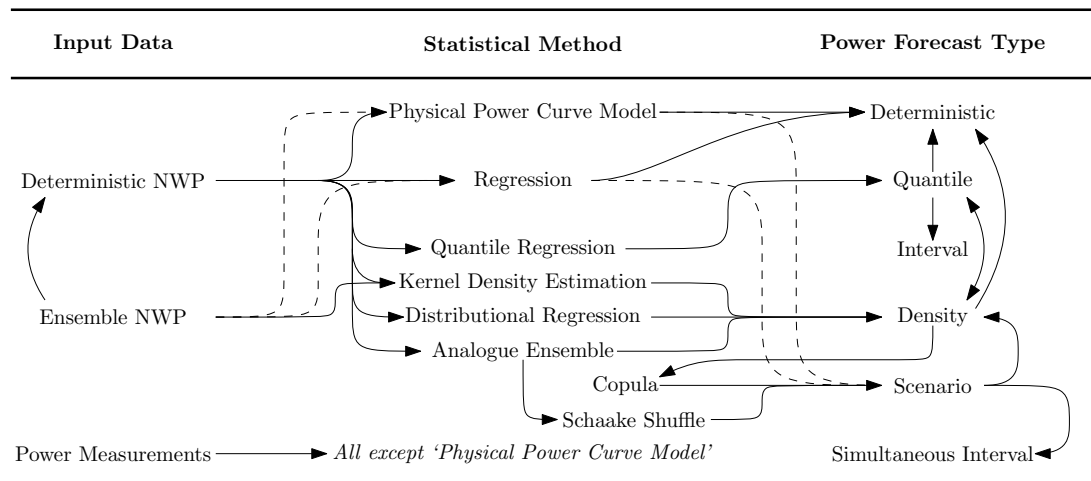 Input Data Statistical Method Power Forecast Type
Physical Power Curve Model Deterministic
Deterministic NWP Regression Quantile
Quantile Regression Interval
Kernel Density Estimation
Ensemble NWP Distributional Regression Density
Analogue Ensemble
Copula Scenario
Schaake Shuffle
Power Measurements All except ‘Physical Power Curve Model’ Simultaneous Interval